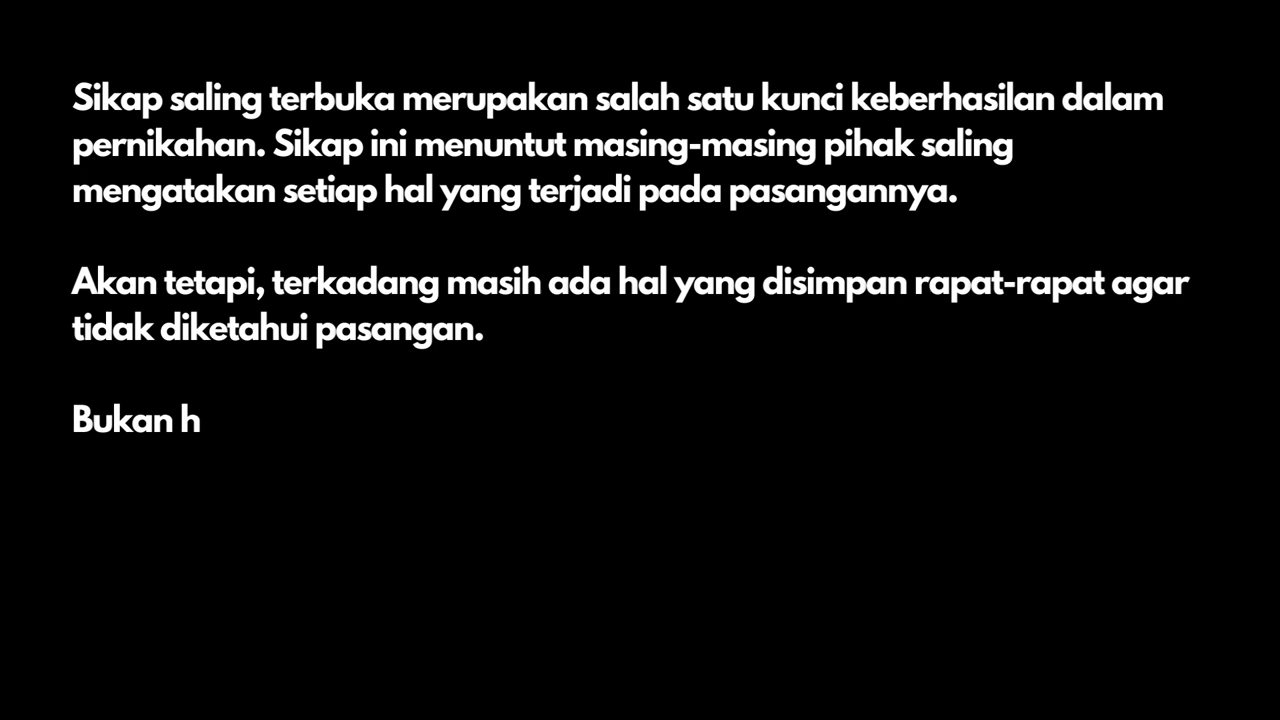 Sikap saling terbuka merupakan salah satu kunci keberhasilan dalam
pernikahan. Sikap ini menuntut masing-masing pihak saling
mengatakan setiap hal yang terjadi pada pasangannya.
Akan tetapi, terkadang masih ada hal yang disimpan rapat-rapat agar
tidak diketahui pasangan.
Bukan h